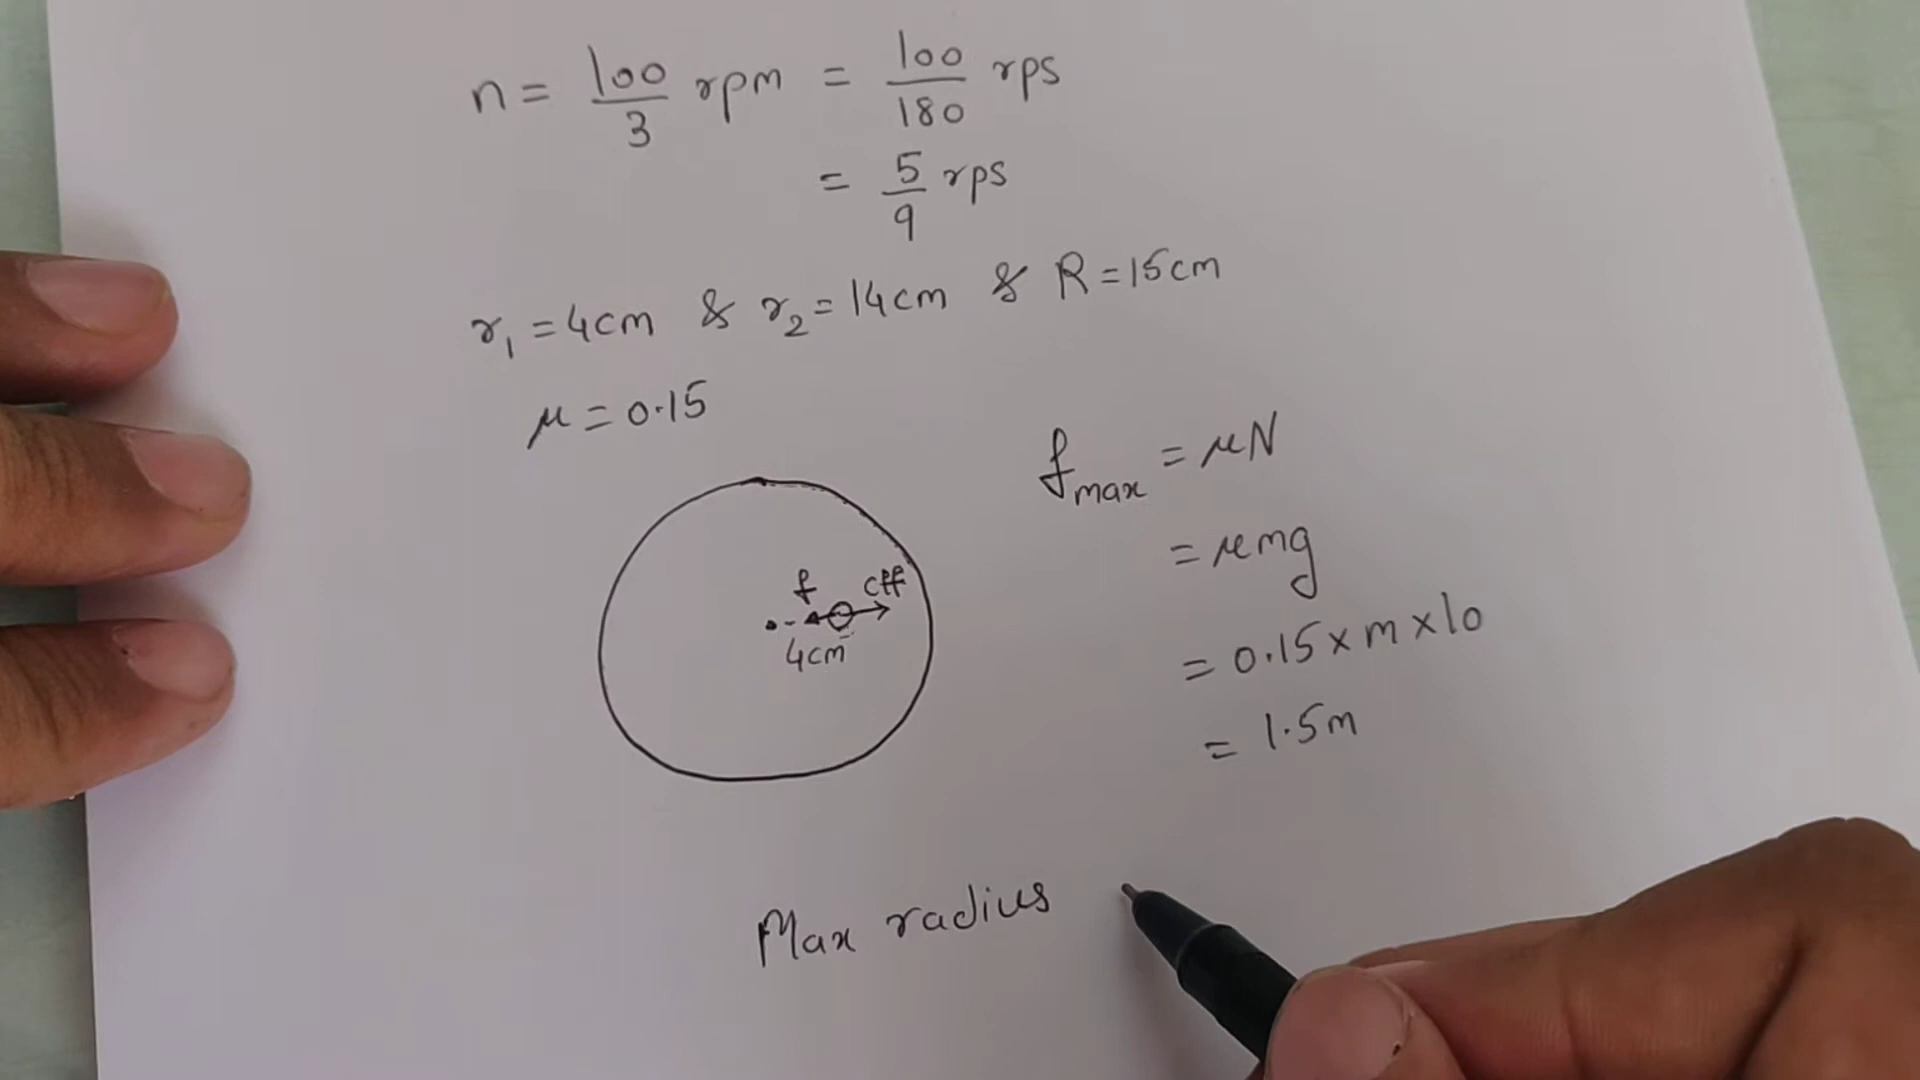 n = 100/3 rpm = 100/180 rps
= 5/9 rps
r₁ = 4cm & r₂ = 14cm & R = 15cm
μ = 0.15
f max = μN
= μmg
= 0.15 × m × 10
= 1.5m
f cff
4cm
Max radius